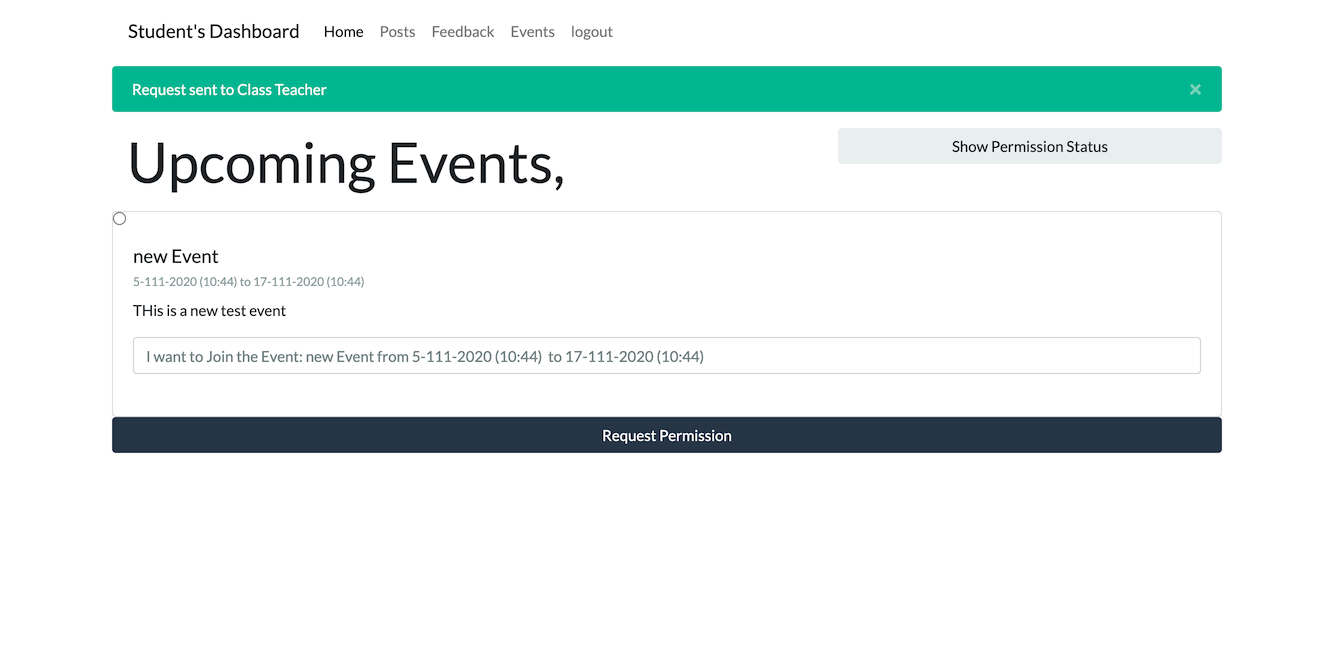 Student's Dashboard Home Posts Feedback Events logout
Request sent to Class Teacher ×
Upcoming Events,
Show Permission Status
new Event
5-111-2020 (10:44) to 17-111-2020 (10:44)
THis is a new test event
I want to Join the Event: new Event from 5-111-2020 (10:44) to 17-111-2020 (10:44)
Request Permission